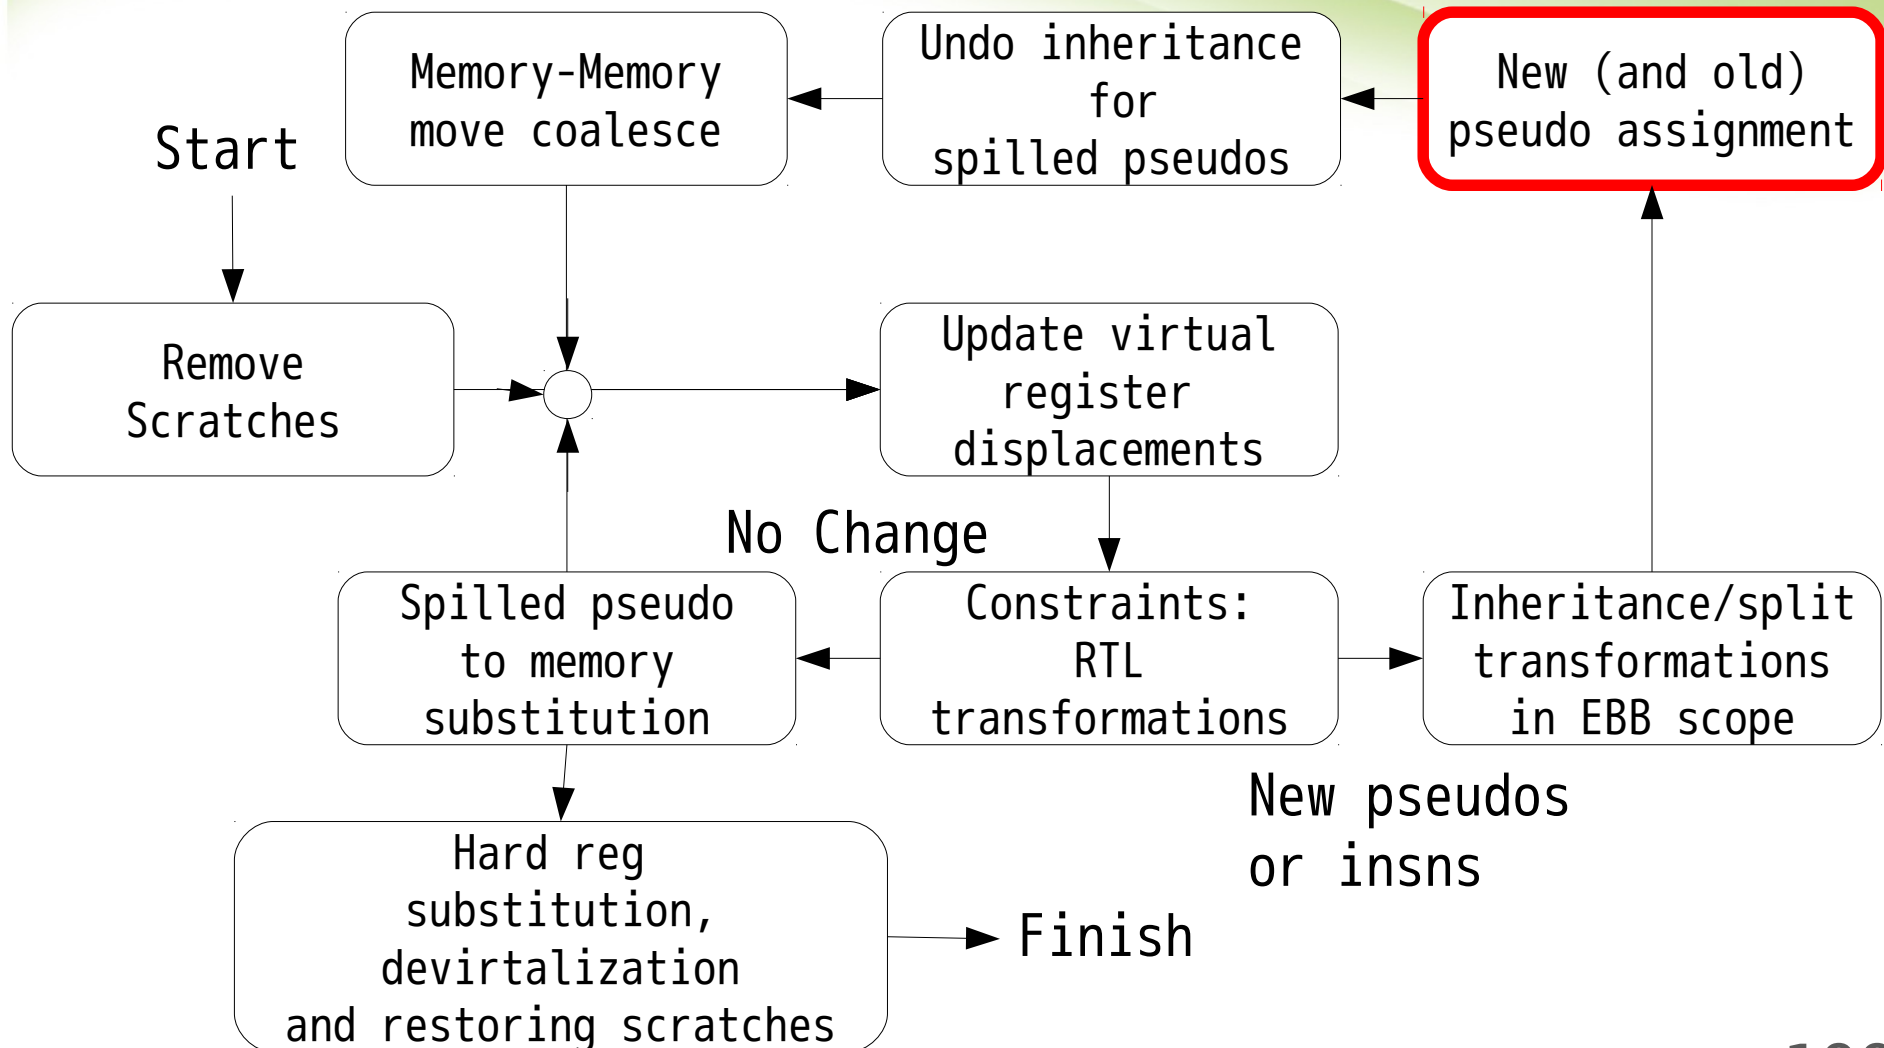 Memory-Memory
move coalesce
Undo inheritance
for
spilled pseudos
New (and old)
pseudo assignment
Start
Remove
Scratches
Update virtual
register
displacements
No Change
Spilled pseudo
to memory
substitution
Constraints:
RTL
transformations
Inheritance/split
transformations
in EBB scope
New pseudos
or insns
Hard reg
substitution,
devirtalization
and restoring scratches
Finish